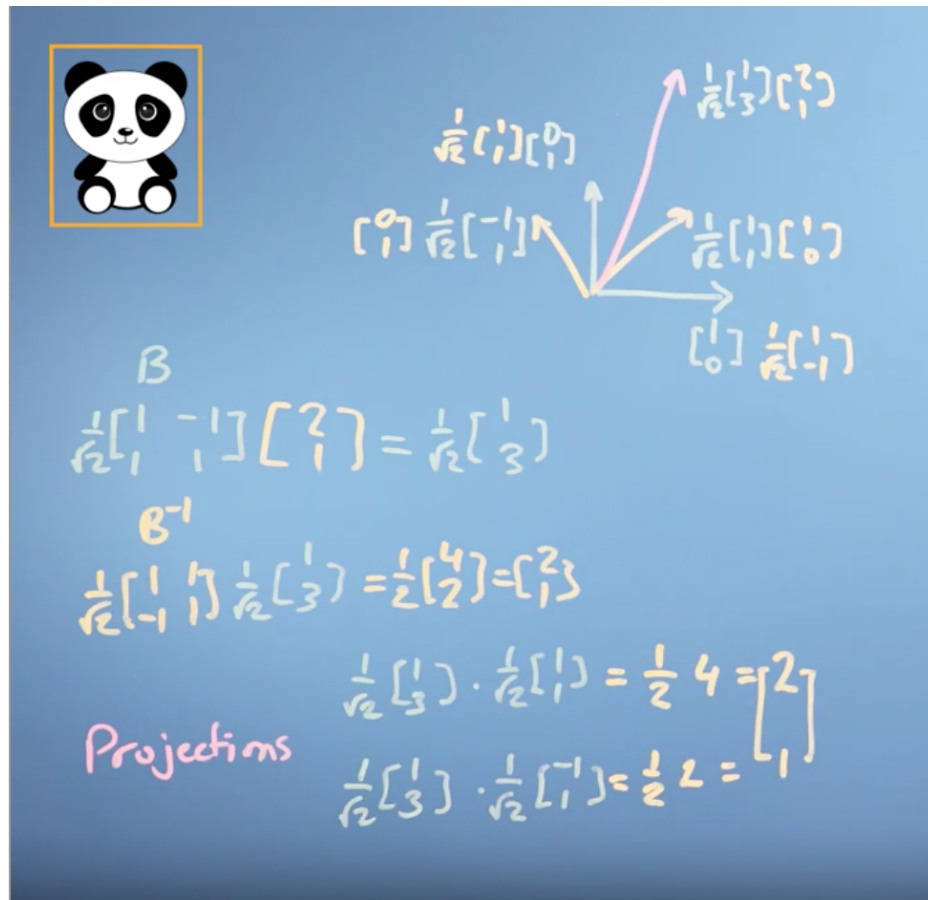 1/√2 [1 3] [2 1]
1/√2 [1 1] [0 1]
[0 1] 1/√2 [-1 1]
1/√2 [1 1] [1 0]
[1 0] 1/√2 [1 -1]
B
1/√2 [1 -1 1 1] [2 1] = 1/√2 [1 3]
B-1
1/√2 [1 1 -1 1] 1/√2 [1 3] = 1/2 [4 2] = [2 1]
1/√2 [1 3] · 1/√2 [1 1] = 1/2 4 = [2
Projections
1/√2 [1 3] · 1/√2 [-1 1] = 1/2 2 = 1]